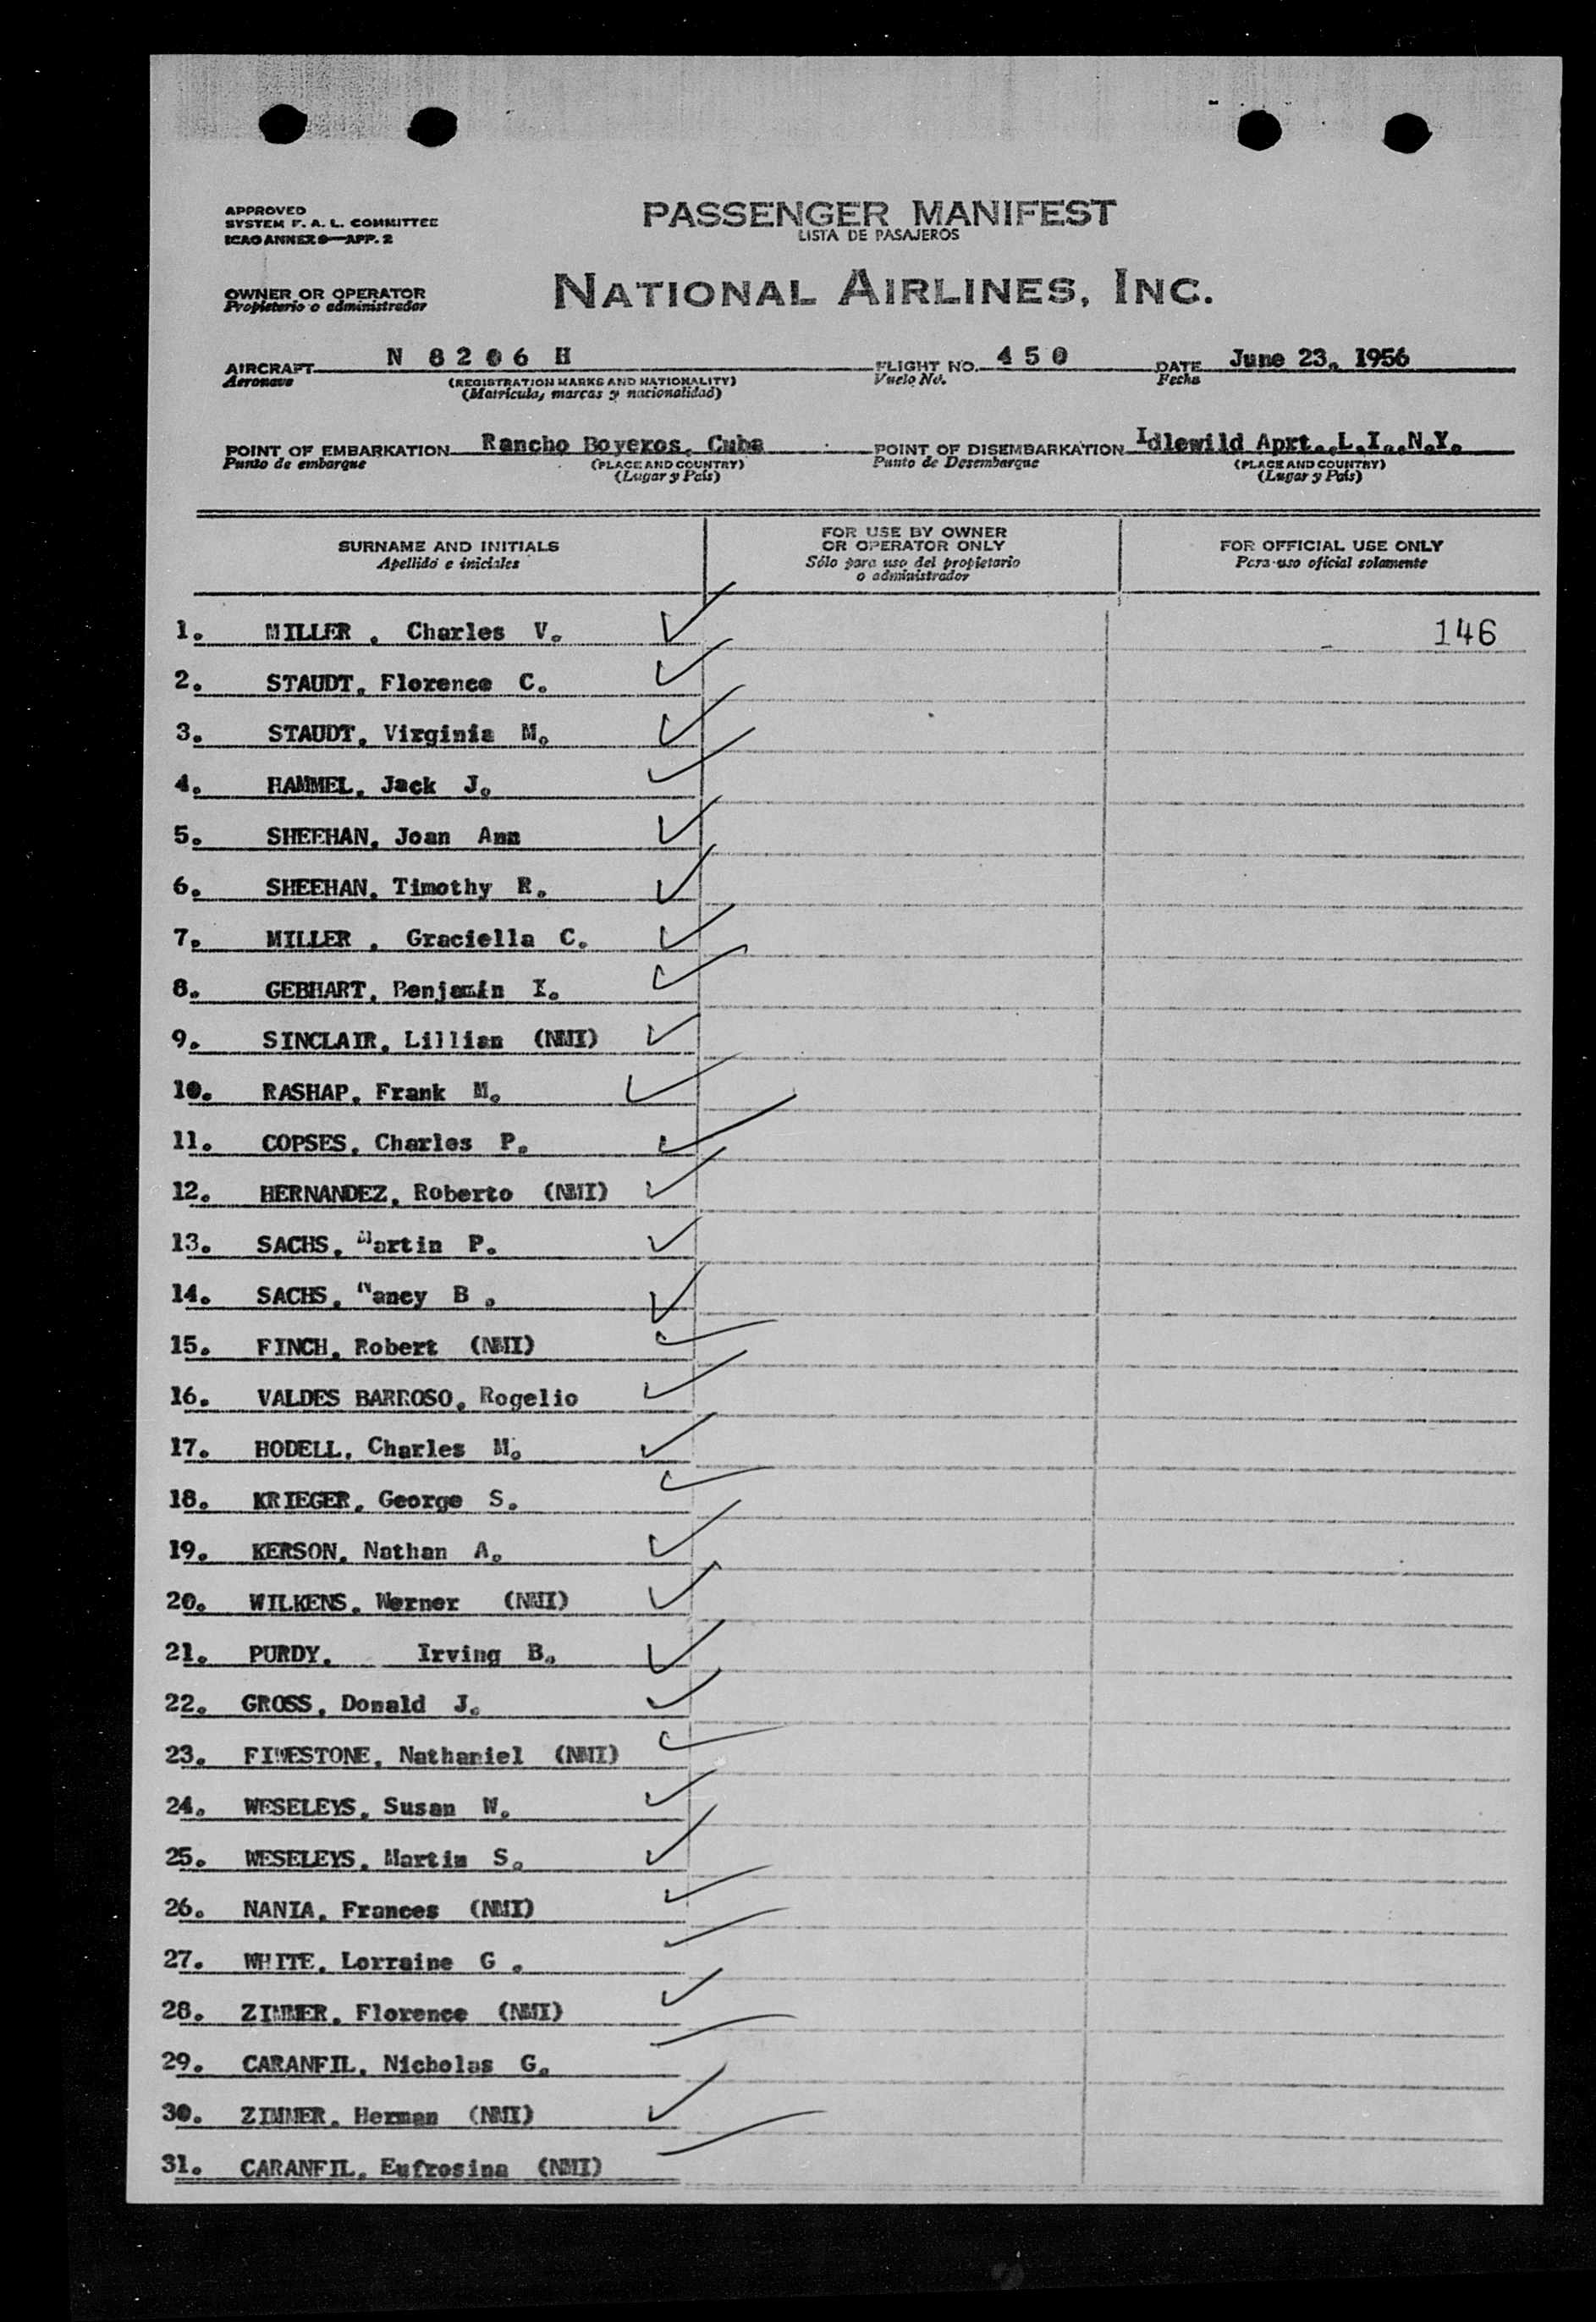 APPROVED
SYSTEM F. A. L. COMMITTEE
ICAO ANNEX 9—APP. 2
PASSENGER MANIFEST
LISTA DE PASAJEROS
OWNER OR OPERATOR
Propieterio o administrador
NATIONAL AIRLINES, INC.
AIRCRAFT N 8 2 0 6 H FLIGHT NO. 4 5 0 DATE June 23, 1956
Aeronave (REGISTRATION MARKS AND NATIONALITY) Vuelo No. Fecha
(Matrícula, marcas y nacionalidad)
POINT OF EMBARKATION Rancho Boyeros, Cuba POINT OF DISEMBARKATION Idlewild Aprt., L.I., N.Y.
Punto de embarque (PLACE AND COUNTRY) Punto de Desembarque (PLACE AND COUNTRY)
(Lugar y País) (Lugar y País)
SURNAME AND INITIALS
Apellido e iniciales
FOR USE BY OWNER
OR OPERATOR ONLY
Sólo para uso del propietario
o administrador
FOR OFFICIAL USE ONLY
Para uso oficial solamente
1. MILLER , Charles V. 146
2. STAUDT, Florence C.
3. STAUDT, Virginia M.
4. HAMMEL, Jack J.
5. SHEEHAN, Joan Ann
6. SHEEHAN, Timothy R.
7. MILLER , Graciella C.
8. GEBHART, Benjamin I.
9. SINCLAIR, Lillian (NMI)
10. RASHAP, Frank M.
11. COPSES, Charles P.
12. HERNANDEZ, Roberto (NMI)
13. SACHS, Martin P.
14. SACHS, Nancy B .
15. FINCH, Robert (NMI)
16. VALDES BARROSO, Rogelio
17. HODELL, Charles M.
18. KRIEGER, George S.
19. KERSON, Nathan A.
20. WILKENS, Werner (NMI)
21. PURDY, Irving B.
22. GROSS, Donald J.
23. Nathaniel (NMI)
24. WESELEYS, Susan W.
25. WESELEYS, Martin S.
26. NANIA, Frances (NMI)
27. WHITE, Lorraine G .
28. ZIMMER, Florence (NMI)
29. CARANFIL, Nicholas G.
30. ZIMMER, Herman (NMI)
31. CARANFIL, Eufrosina (NMI)